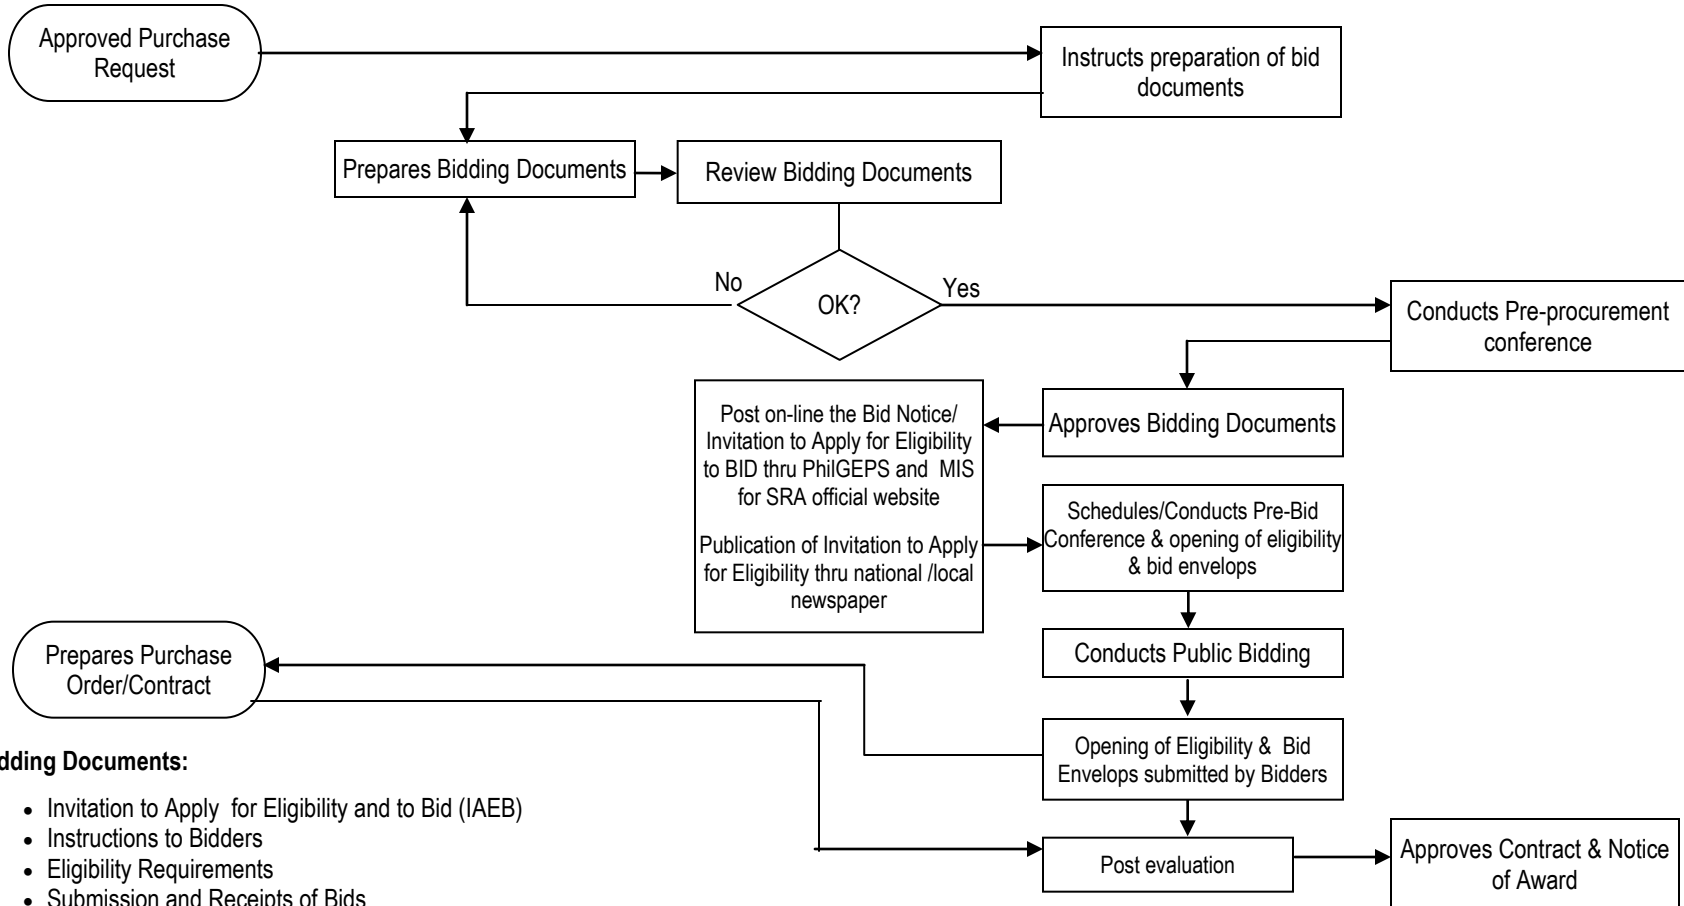 Approved Purchase
Request
Instructs preparation of bid
documents
Prepares Bidding Documents
Review Bidding Documents
No
OK?
Yes
Conducts Pre-procurement
conference
Post on-line the Bid Notice/
Invitation to Apply for Eligibility
to BID thru PhilGEPS and MIS
for SRA official website
Publication of Invitation to Apply
for Eligibility thru national /local
newspaper
Approves Bidding Documents
Schedules/Conducts Pre-Bid
Conference & opening of eligibility
& bid envelops
Conducts Public Bidding
Prepares Purchase
Order/Contract
Opening of Eligibility & Bid
Envelops submitted by Bidders
Post evaluation
Approves Contract & Notice
of Award
dding Documents:
• Invitation to Apply for Eligibility and to Bid (IAEB)
• Instructions to Bidders
• Eligibility Requirements
• Submission and Receipts of Bids